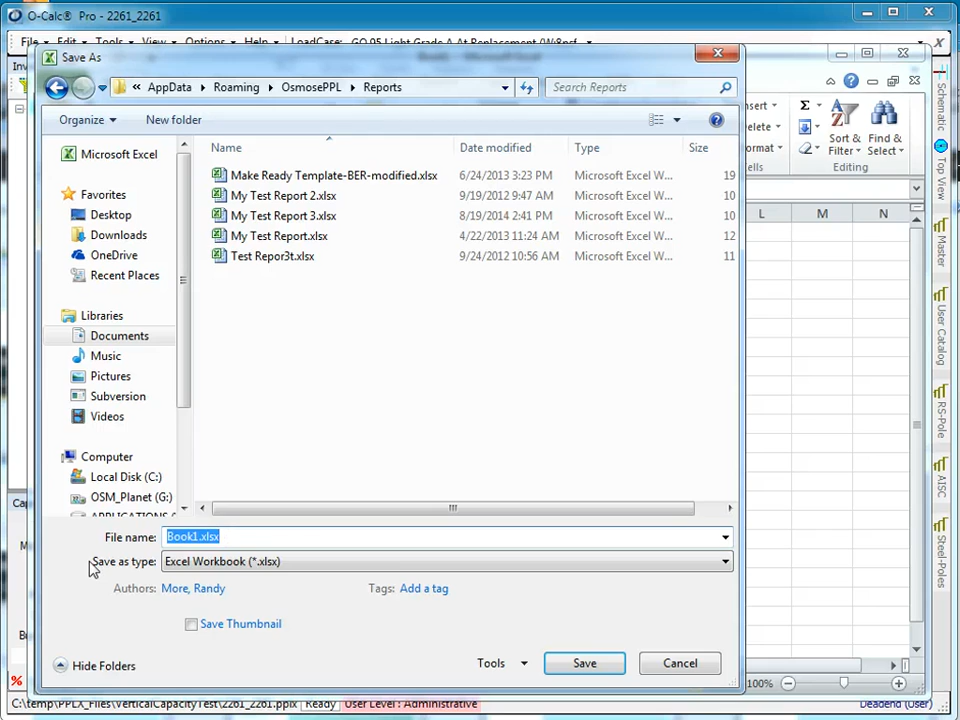 O-Calc® Pro - 2261_2261
File Edit Tools View Options Help LoadCase:
X
Save As
« AppData ▸ Roaming ▸ OsmosePPL ▸ Reports
Search Reports
Organize New folder
Σ
Sort & Filter
Find & Select
Editing
Name Date modified Type Size
Microsoft Excel
Favorites
Desktop
Downloads
OneDrive
Recent Places
Libraries
Documents
Music
Pictures
Subversion
Videos
Computer
Local Disk (C:)
OSM_Planet (G:)
Make Ready Template-BER-modified.xlsx 6/24/2013 3:23 PM Microsoft Excel W... 19
My Test Report 2.xlsx 9/19/2012 9:47 AM Microsoft Excel W... 10
My Test Report 3.xlsx 8/19/2014 2:41 PM Microsoft Excel W... 10
My Test Report.xlsx 4/22/2013 11:24 AM Microsoft Excel W... 12
Test Repor3t.xlsx 9/24/2012 10:56 AM Microsoft Excel W... 11
L M N
Schematic
Top View
Master
User Catalog
RS-Pole
AISC
Steel-Poles
File name: Book1.xlsx
Save as type: Excel Workbook (*.xlsx)
Authors: More, Randy Tags: Add a tag
Save Thumbnail
Hide Folders Tools Save Cancel
100%
%
C:\temp\PPLX_Files\VerticalCapacityTest\2261_2261.pplx Ready User Level : Administrative Deadend (User)